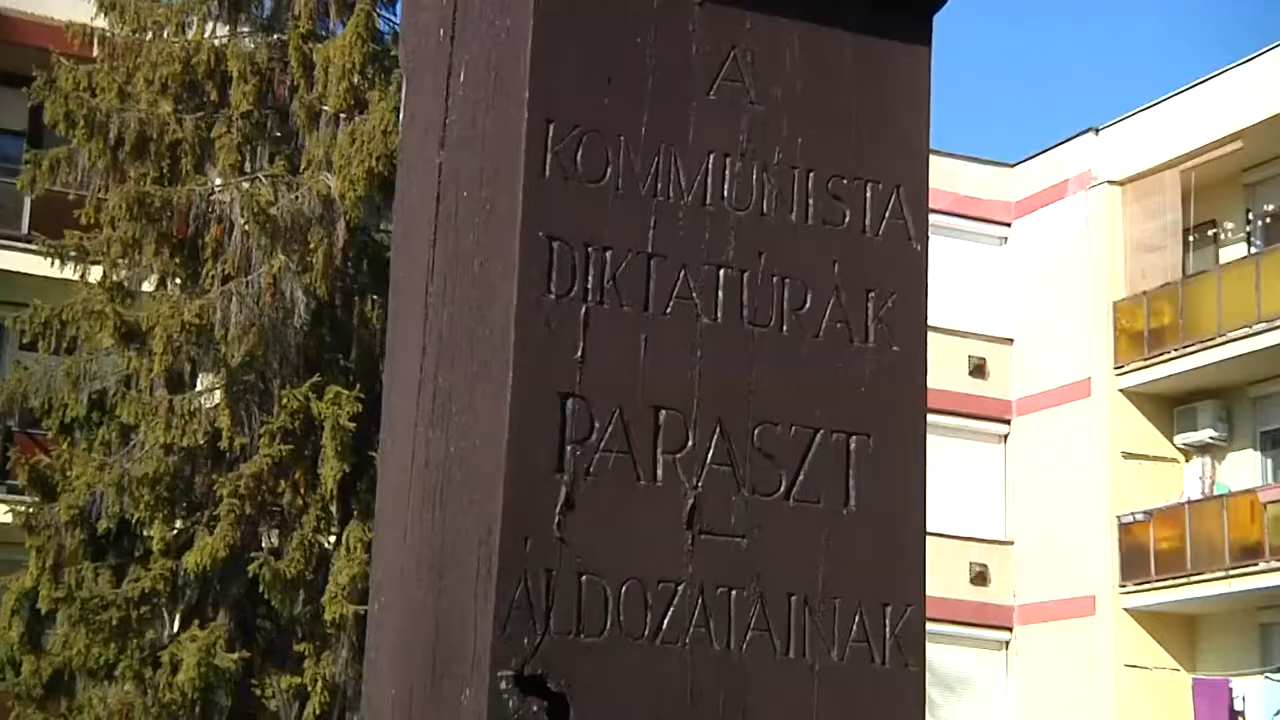 A
KOMMUNISTA
DIKTATÚRÁK
PARASZT
–
ÁLDOZATAINAK